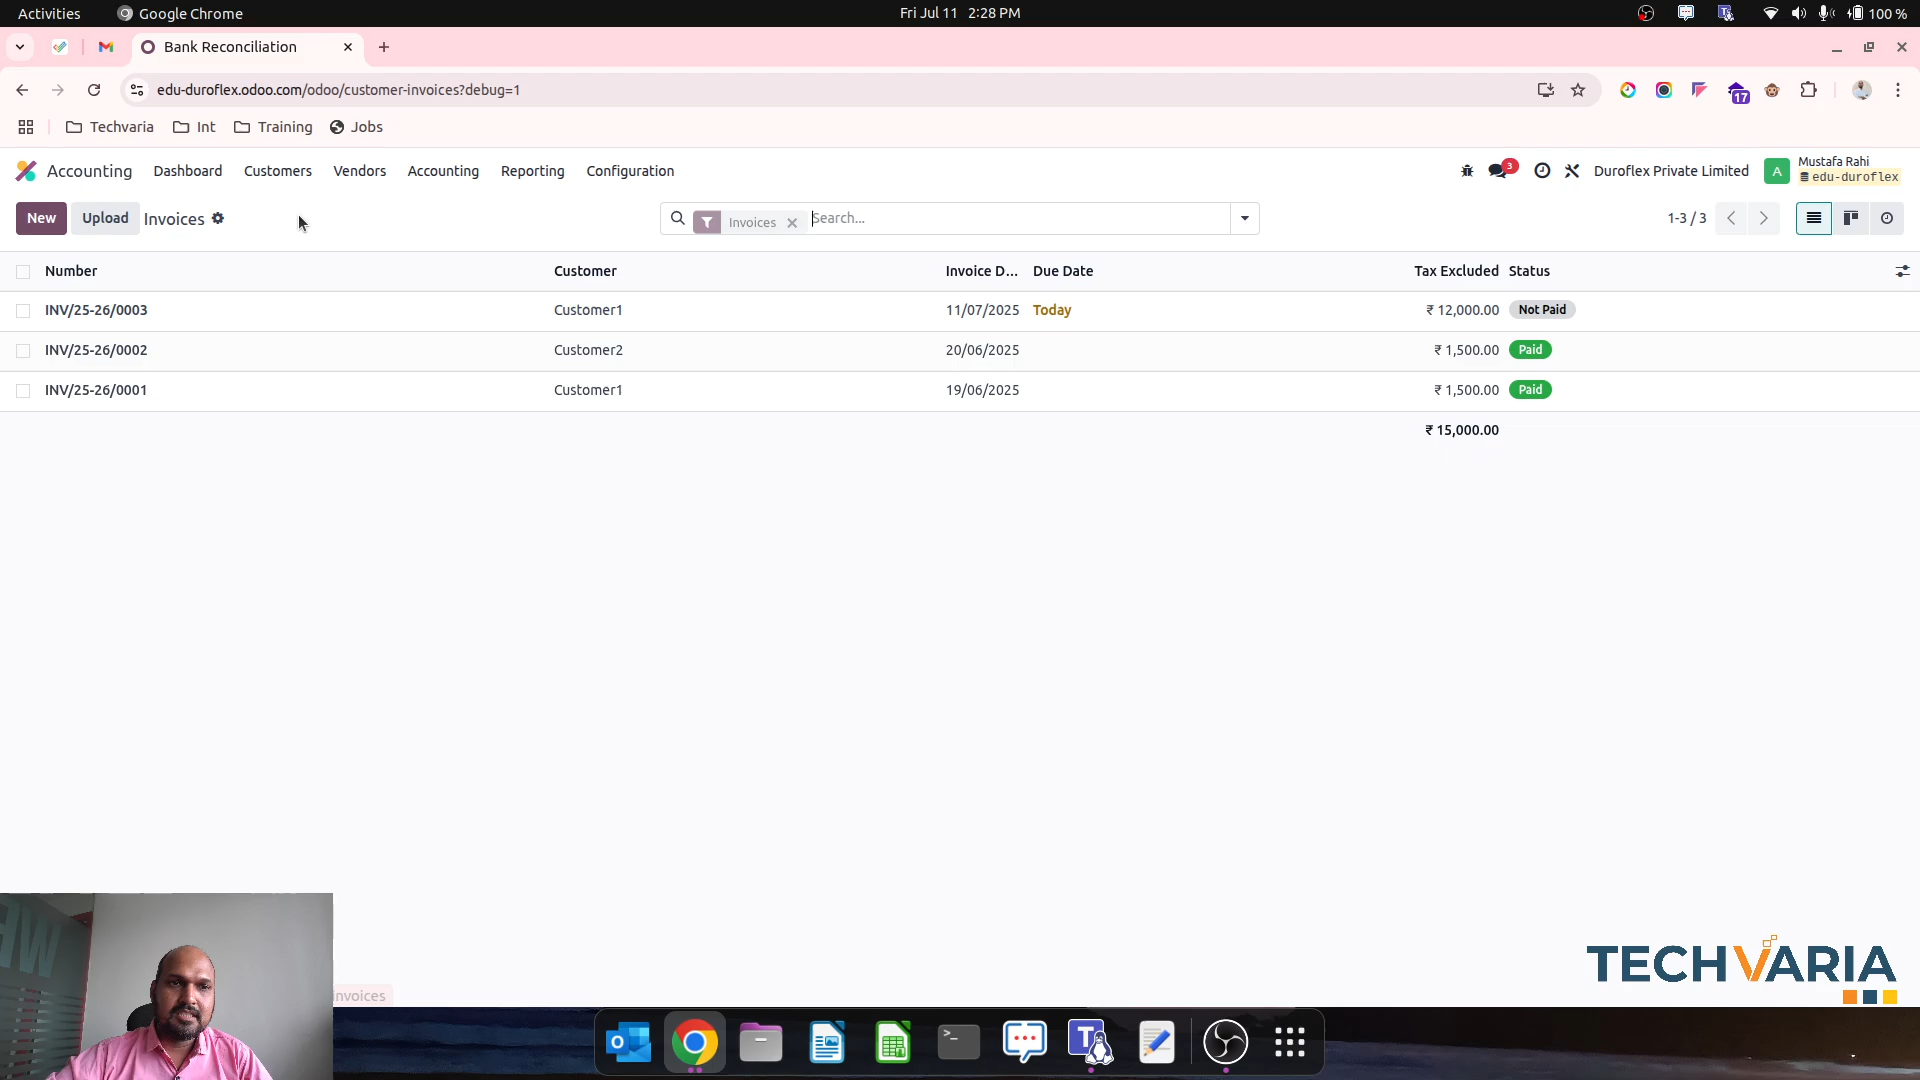 Activities Google Chrome Fri Jul 11 2:28 PM 100 %
Bank Reconciliation
edu-duroflex.odoo.com/odoo/customer-invoices?debug=1 17
Techvaria Int Training Jobs
Accounting Dashboard Customers Vendors Accounting Reporting Configuration 3 Duroflex Private Limited A Mustafa Rahi
edu-duroflex
New Upload Invoices Invoices Search... 1-3 / 3
Number Customer Invoice D... Due Date Tax Excluded Status
INV/25-26/0003 Customer1 11/07/2025 Today ₹ 12,000.00 Not Paid
INV/25-26/0002 Customer2 20/06/2025 ₹ 1,500.00 Paid
INV/25-26/0001 Customer1 19/06/2025 ₹ 1,500.00 Paid
₹ 15,000.00
TECHVARIA
invoices